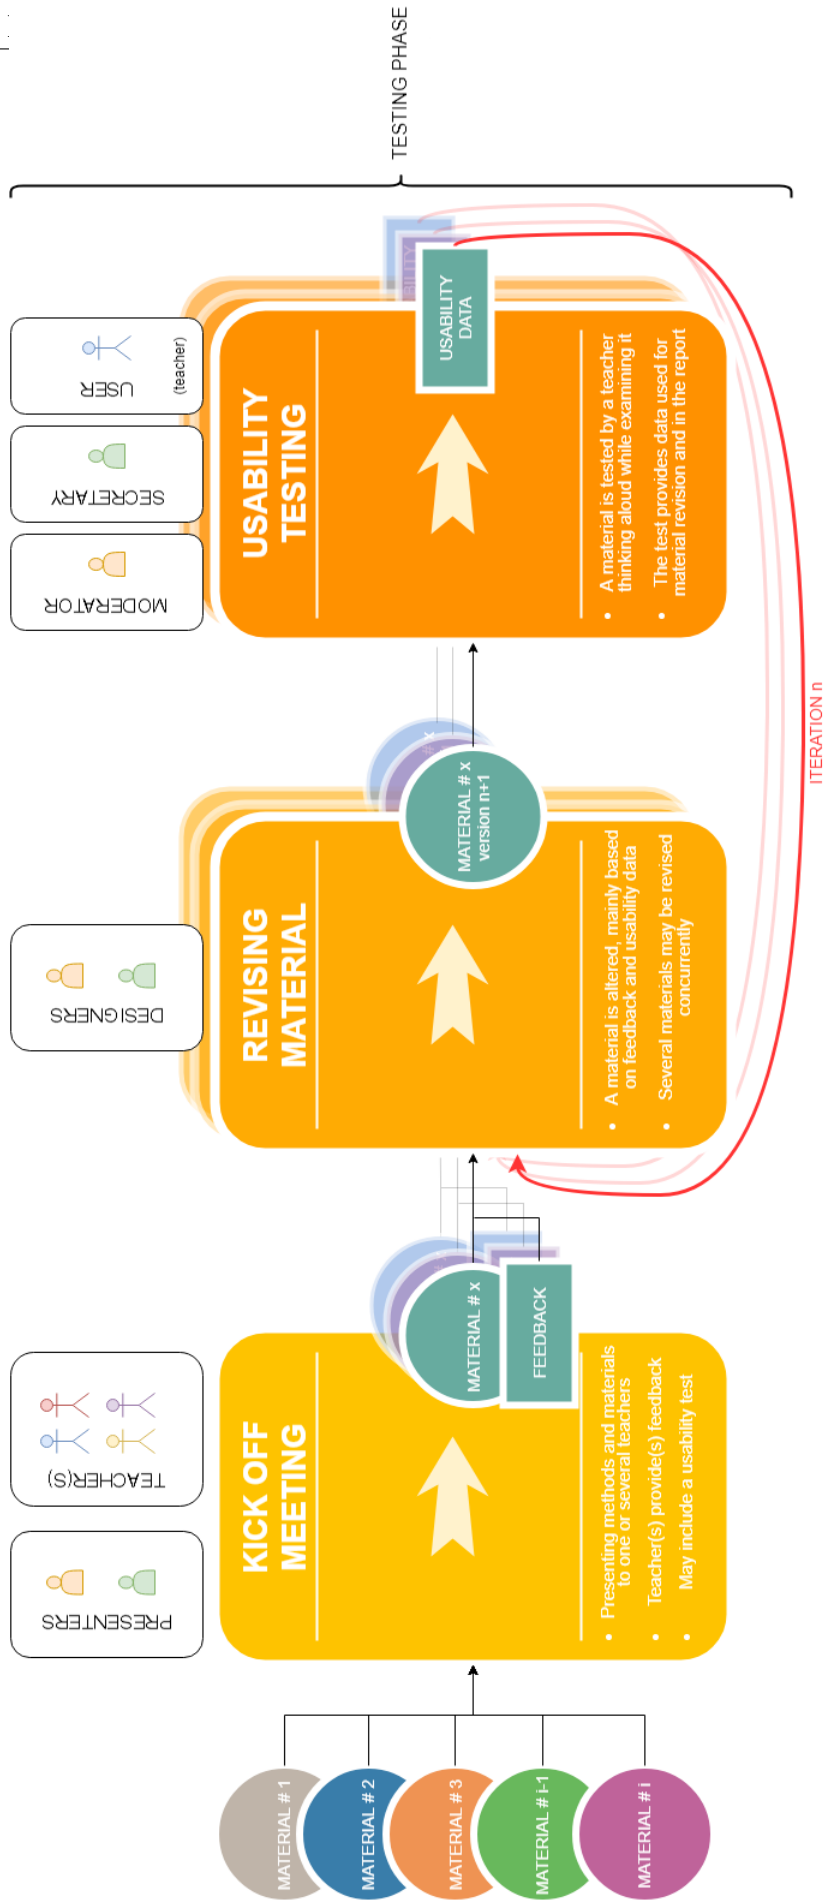 TESTING PHASE
PRESENTERS
TEACHER(S)
DESIGNERS
MODERATOR
SECRETARY
USER
(teacher)
MATERIAL # 1
MATERIAL # 2
MATERIAL # 3
MATERIAL # i-1
MATERIAL # i
KICK OFF
MEETING
MATERIAL # x
FEEDBACK
• Presenting methods and materials
to one or several teachers
• Teacher(s) provide(s) feedback
• May include a usability test
REVISING
MATERIAL
# x
MATERIAL # x
version n+1
• A material is altered, mainly based
on feedback and usability data
• Several materials may be revised
concurrently
USABILITY
TESTING
BILITY
USABILITY
DATA
• A material is tested by a teacher
thinking aloud while examining it
• The test provides data used for
material revision and in the report
ITERATION n